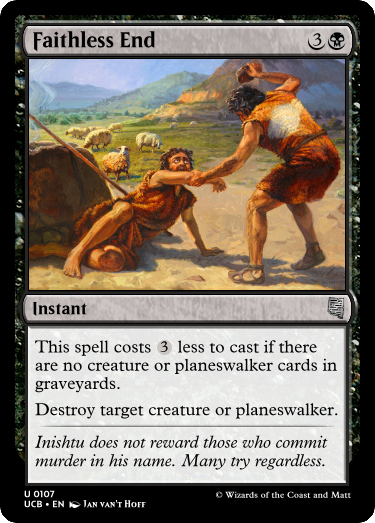 Faithless End 3
Instant
This spell costs 3 less to cast if there
are no creature or planeswalker cards in
graveyards.
Destroy target creature or planeswalker.
Inishtu does not reward those who commit
murder in his name. Many try regardless.
U 0107
UCB • EN Jan van't Hoff
© Wizards of the Coast and Matt